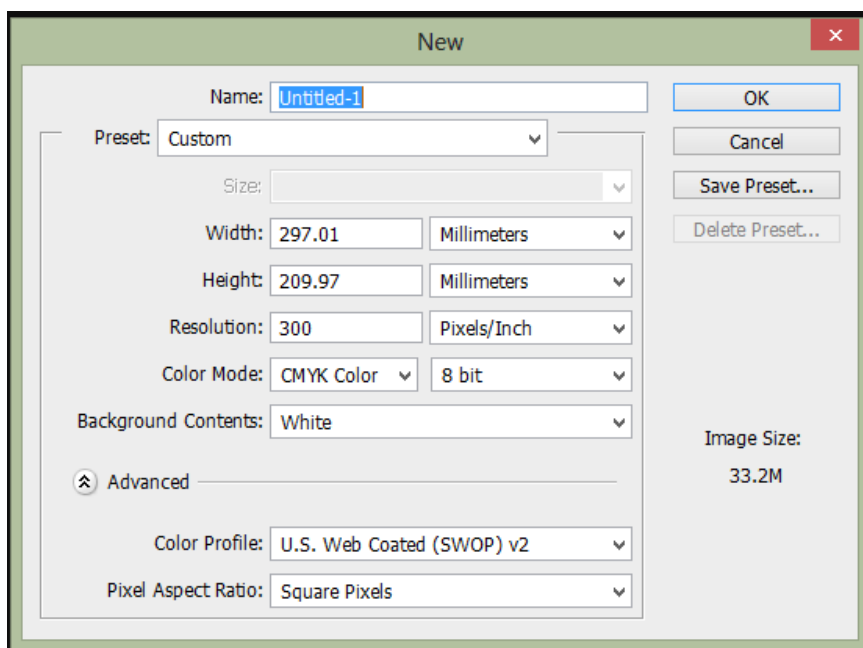 New
Name: Untitled-1
OK
Preset: Custom
Cancel
Size:
Save Preset...
Width: 297.01 Millimeters
Delete Preset...
Height: 209.97 Millimeters
Resolution: 300 Pixels/Inch
Color Mode: CMYK Color 8 bit
Background Contents: White
Image Size:
33.2M
Advanced
Color Profile: U.S. Web Coated (SWOP) v2
Pixel Aspect Ratio: Square Pixels